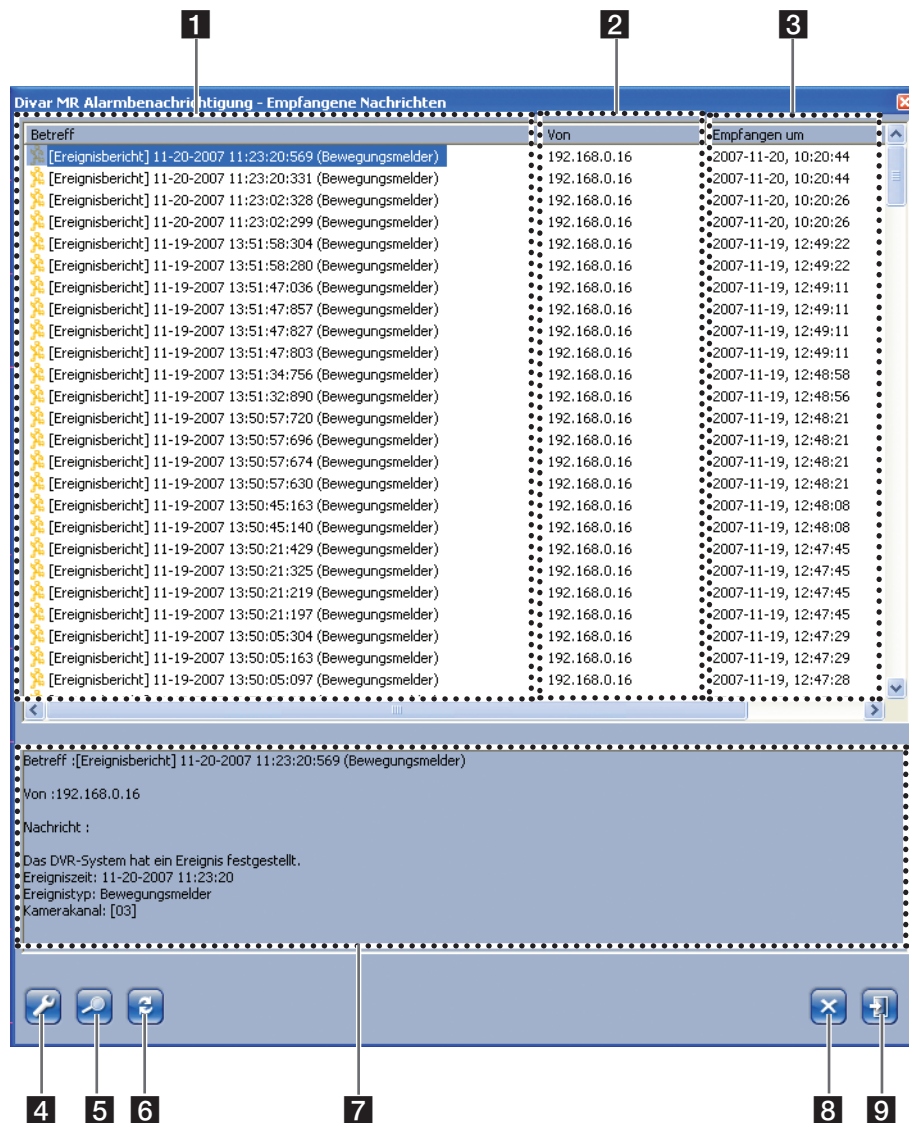 1 2 3
Divar MR Alarmbenachrichtigung - Empfangene Nachrichten
Betreff Von Empfangen um
[Ereignisbericht] 11-20-2007 11:23:20:569 (Bewegungsmelder) 192.168.0.16 2007-11-20, 10:20:44
[Ereignisbericht] 11-20-2007 11:23:20:331 (Bewegungsmelder) 192.168.0.16 2007-11-20, 10:20:44
[Ereignisbericht] 11-20-2007 11:23:02:328 (Bewegungsmelder) 192.168.0.16 2007-11-20, 10:20:26
[Ereignisbericht] 11-20-2007 11:23:02:299 (Bewegungsmelder) 192.168.0.16 2007-11-20, 10:20:26
[Ereignisbericht] 11-19-2007 13:51:58:304 (Bewegungsmelder) 192.168.0.16 2007-11-19, 12:49:22
[Ereignisbericht] 11-19-2007 13:51:58:280 (Bewegungsmelder) 192.168.0.16 2007-11-19, 12:49:22
[Ereignisbericht] 11-19-2007 13:51:47:036 (Bewegungsmelder) 192.168.0.16 2007-11-19, 12:49:11
[Ereignisbericht] 11-19-2007 13:51:47:857 (Bewegungsmelder) 192.168.0.16 2007-11-19, 12:49:11
[Ereignisbericht] 11-19-2007 13:51:47:827 (Bewegungsmelder) 192.168.0.16 2007-11-19, 12:49:11
[Ereignisbericht] 11-19-2007 13:51:47:803 (Bewegungsmelder) 192.168.0.16 2007-11-19, 12:49:11
[Ereignisbericht] 11-19-2007 13:51:34:756 (Bewegungsmelder) 192.168.0.16 2007-11-19, 12:48:58
[Ereignisbericht] 11-19-2007 13:51:32:890 (Bewegungsmelder) 192.168.0.16 2007-11-19, 12:48:56
[Ereignisbericht] 11-19-2007 13:50:57:720 (Bewegungsmelder) 192.168.0.16 2007-11-19, 12:48:21
[Ereignisbericht] 11-19-2007 13:50:57:696 (Bewegungsmelder) 192.168.0.16 2007-11-19, 12:48:21
[Ereignisbericht] 11-19-2007 13:50:57:674 (Bewegungsmelder) 192.168.0.16 2007-11-19, 12:48:21
[Ereignisbericht] 11-19-2007 13:50:57:630 (Bewegungsmelder) 192.168.0.16 2007-11-19, 12:48:21
[Ereignisbericht] 11-19-2007 13:50:45:163 (Bewegungsmelder) 192.168.0.16 2007-11-19, 12:48:08
[Ereignisbericht] 11-19-2007 13:50:45:140 (Bewegungsmelder) 192.168.0.16 2007-11-19, 12:48:08
[Ereignisbericht] 11-19-2007 13:50:21:429 (Bewegungsmelder) 192.168.0.16 2007-11-19, 12:47:45
[Ereignisbericht] 11-19-2007 13:50:21:325 (Bewegungsmelder) 192.168.0.16 2007-11-19, 12:47:45
[Ereignisbericht] 11-19-2007 13:50:21:219 (Bewegungsmelder) 192.168.0.16 2007-11-19, 12:47:45
[Ereignisbericht] 11-19-2007 13:50:21:197 (Bewegungsmelder) 192.168.0.16 2007-11-19, 12:47:45
[Ereignisbericht] 11-19-2007 13:50:05:304 (Bewegungsmelder) 192.168.0.16 2007-11-19, 12:47:29
[Ereignisbericht] 11-19-2007 13:50:05:163 (Bewegungsmelder) 192.168.0.16 2007-11-19, 12:47:29
[Ereignisbericht] 11-19-2007 13:50:05:097 (Bewegungsmelder) 192.168.0.16 2007-11-19, 12:47:28
Betreff :[Ereignisbericht] 11-20-2007 11:23:20:569 (Bewegungsmelder)
Von :192.168.0.16
Nachricht :
Das DVR-System hat ein Ereignis festgestellt.
Ereigniszeit: 11-20-2007 11:23:20
Ereignistyp: Bewegungsmelder
Kamerakanal: [03]
4 5 6 7 8 9